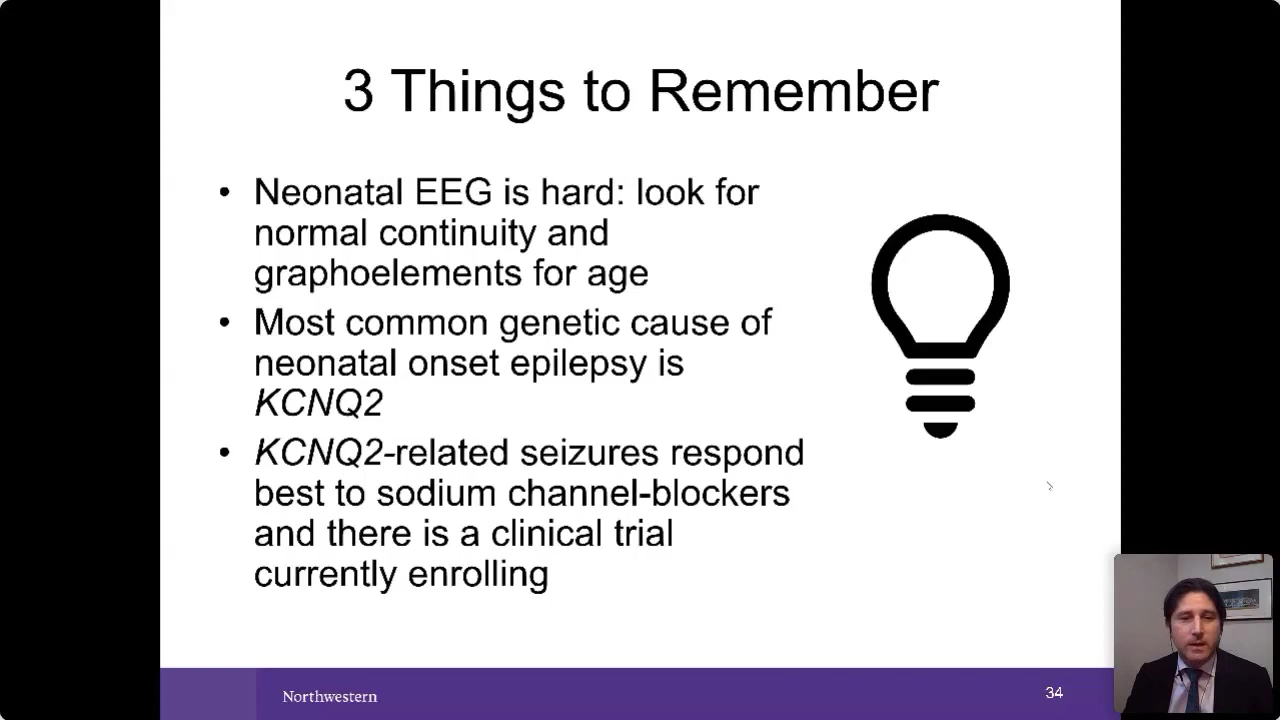 3 Things to Remember
• Neonatal EEG is hard: look for
normal continuity and
graphoelements for age
• Most common genetic cause of
neonatal onset epilepsy is
KCNQ2
• KCNQ2-related seizures respond
best to sodium channel-blockers
and there is a clinical trial
currently enrolling
Northwestern
34